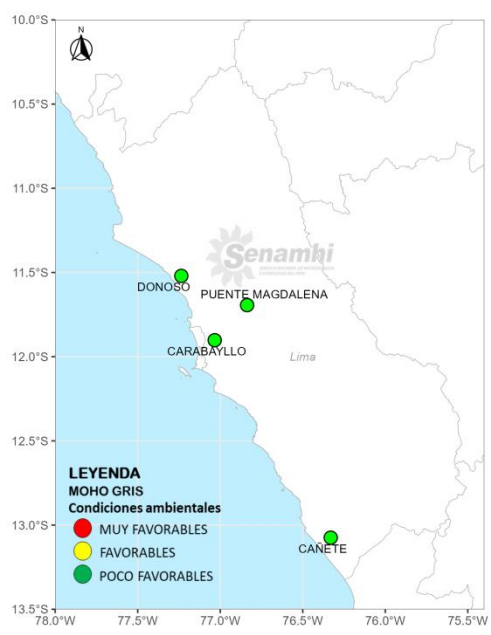 10.0°S
N
10.5°S
11.0°S
Senamhi
11.5°S
DONOSO
PUENTE MAGDALENA
CARABAYLLO
12.0°S
Lima
12.5°S
LEYENDA
MOHO GRIS
Condiciones ambientales
MUY FAVORABLES
13.0°S
FAVORABLES
CAÑETE
POCO FAVORABLES
13.5°S
78.0°W 77.5°W 77.0°W 76.5°W 76.0°W 75.5°W